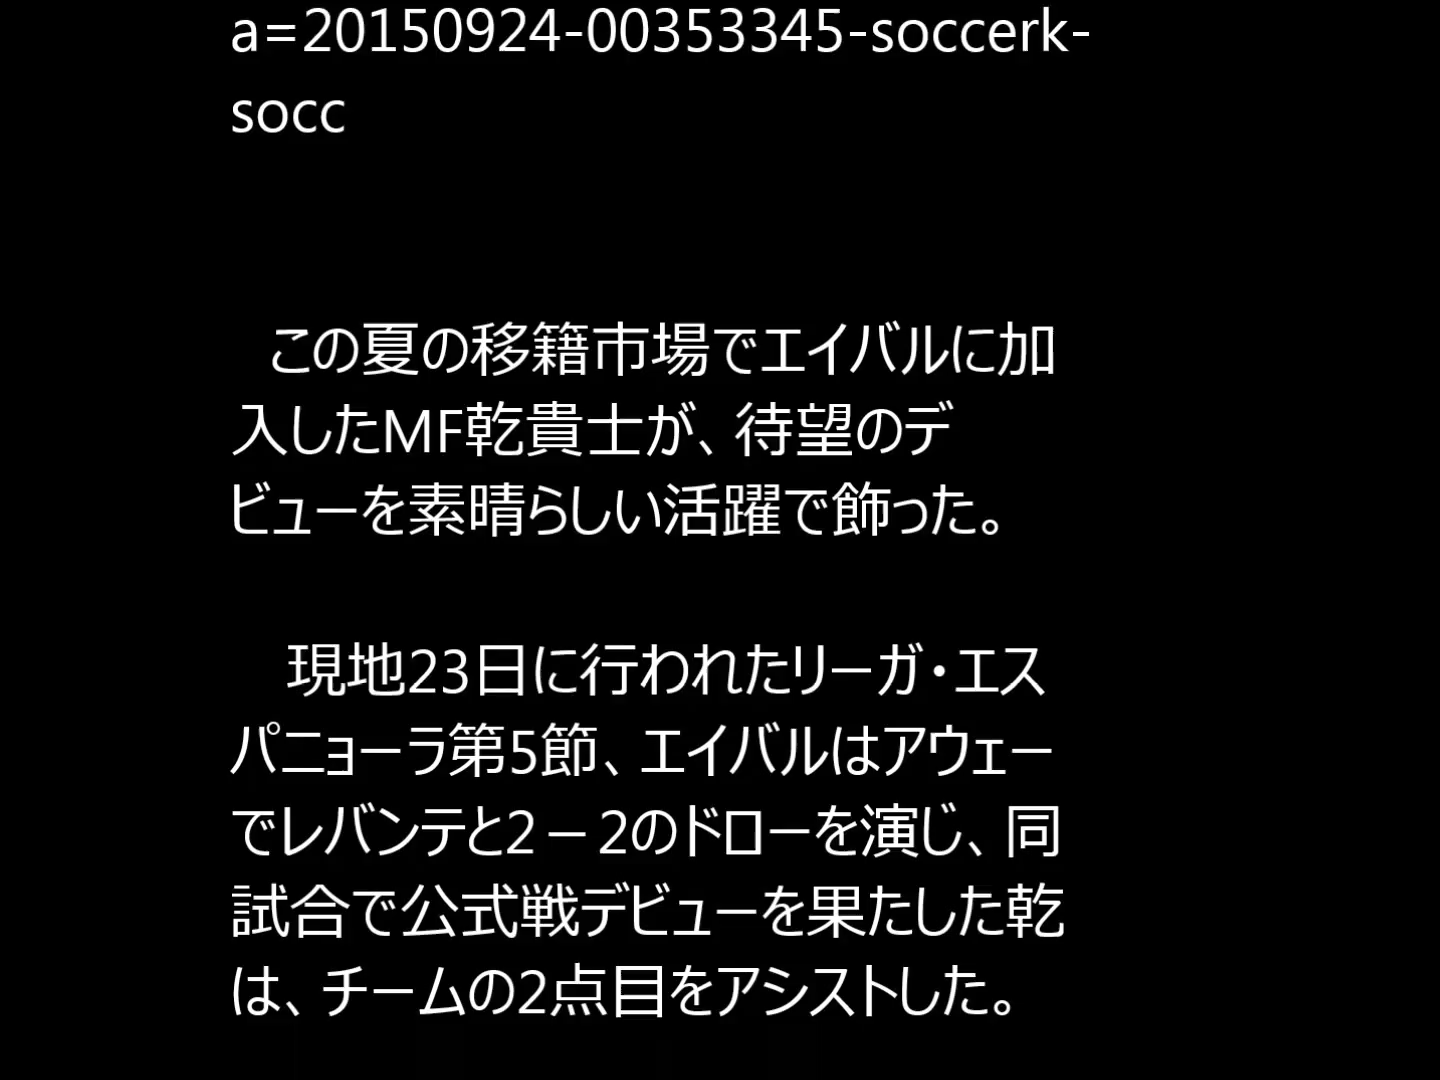 a=20150924-00353345-soccerk-
socc
この夏の移籍市場でエイバルに加
入したMF乾貴士が、待望のデ
ビューを素晴らしい活躍で飾った。
現地23日に行われたリーガ・エス
パニョーラ第5節、エイバルはアウェー
でレバンテと2－2のドローを演じ、同
試合で公式戦デビューを果たした乾
は、チームの2点目をアシストした。